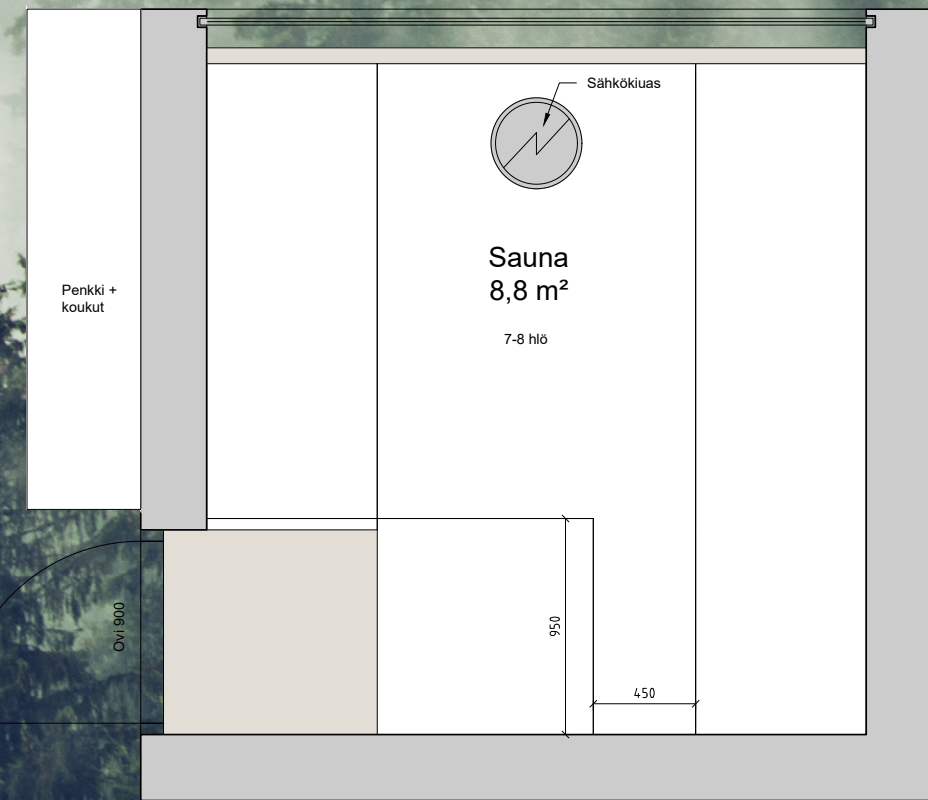 Sähkökiuas
Sauna
8,8 m²
7-8 hlö
Penkki +
koukut
Ovi 900
950
450